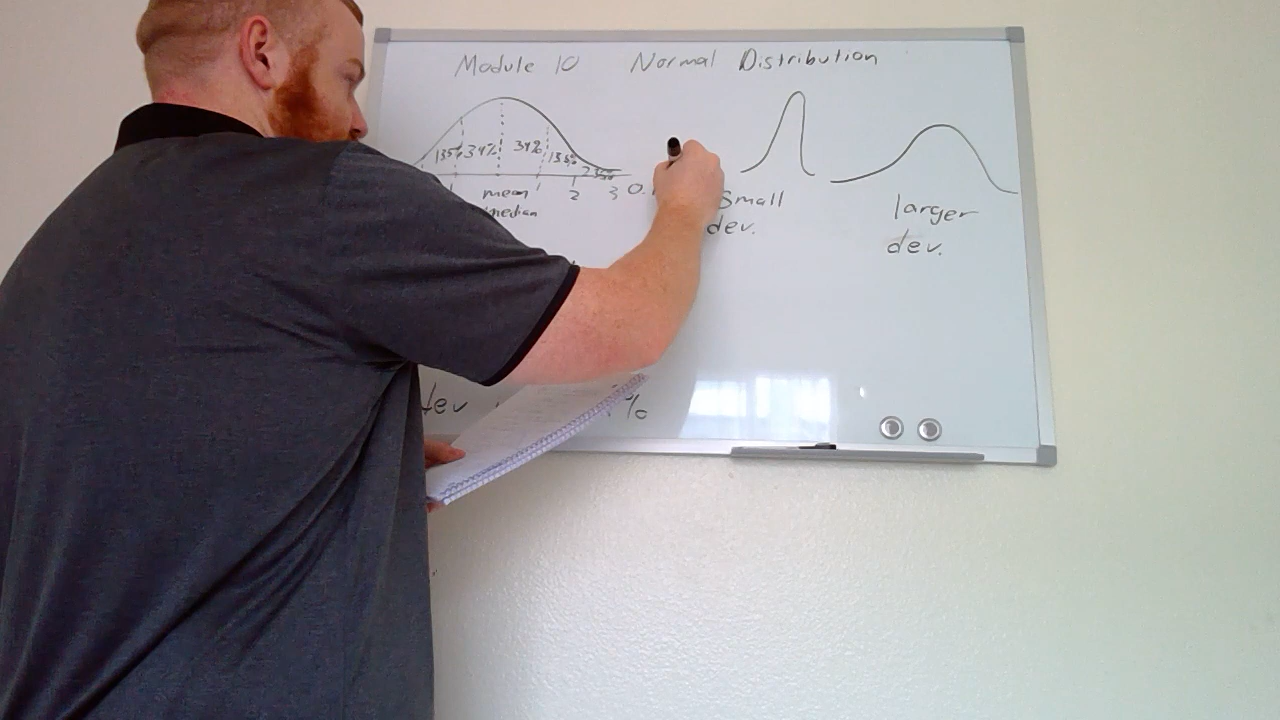 Module 10 Normal Distribution
13.5% 34% 34% 13.5%
2.35%
1 mean 1 2 3 0.
median
Small
dev.
larger
dev.
dev %